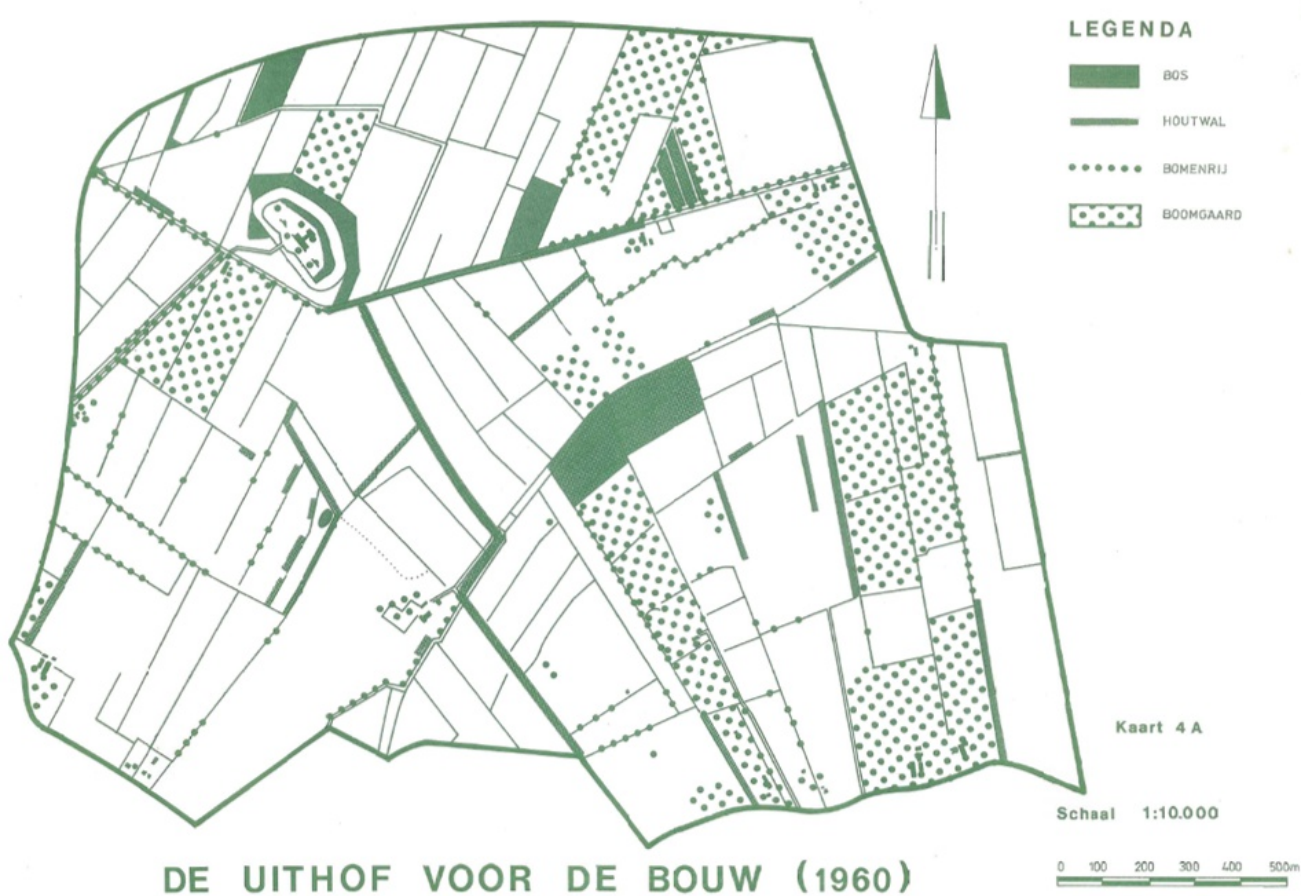 LEGENDA
BOS
HOUTWAL
BOMENRIJ
BOOMGAARD
Kaart 4A
Schaal 1:10.000
0 100 200 300 400 500m
DE UITHOF VOOR DE BOUW (1960)